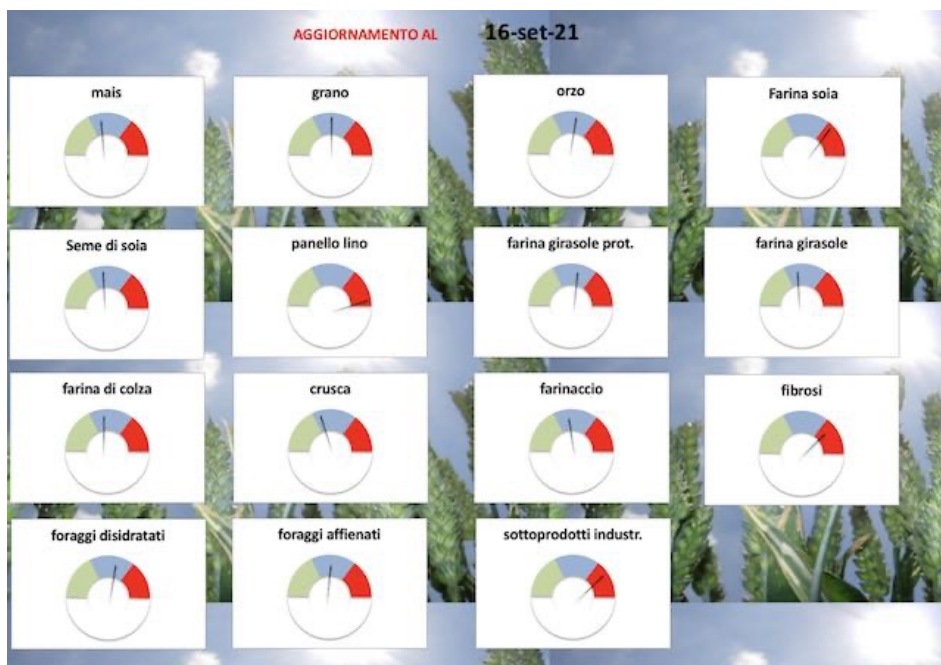 AGGIORNAMENTO AL 16-set-21
mais grano orzo Farina soia
Seme di soia panello lino farina girasole prot. farina girasole
farina di colza crusca farinaccio fibrosi
foraggi disidratati foraggi affienati sottoprodotti industr.